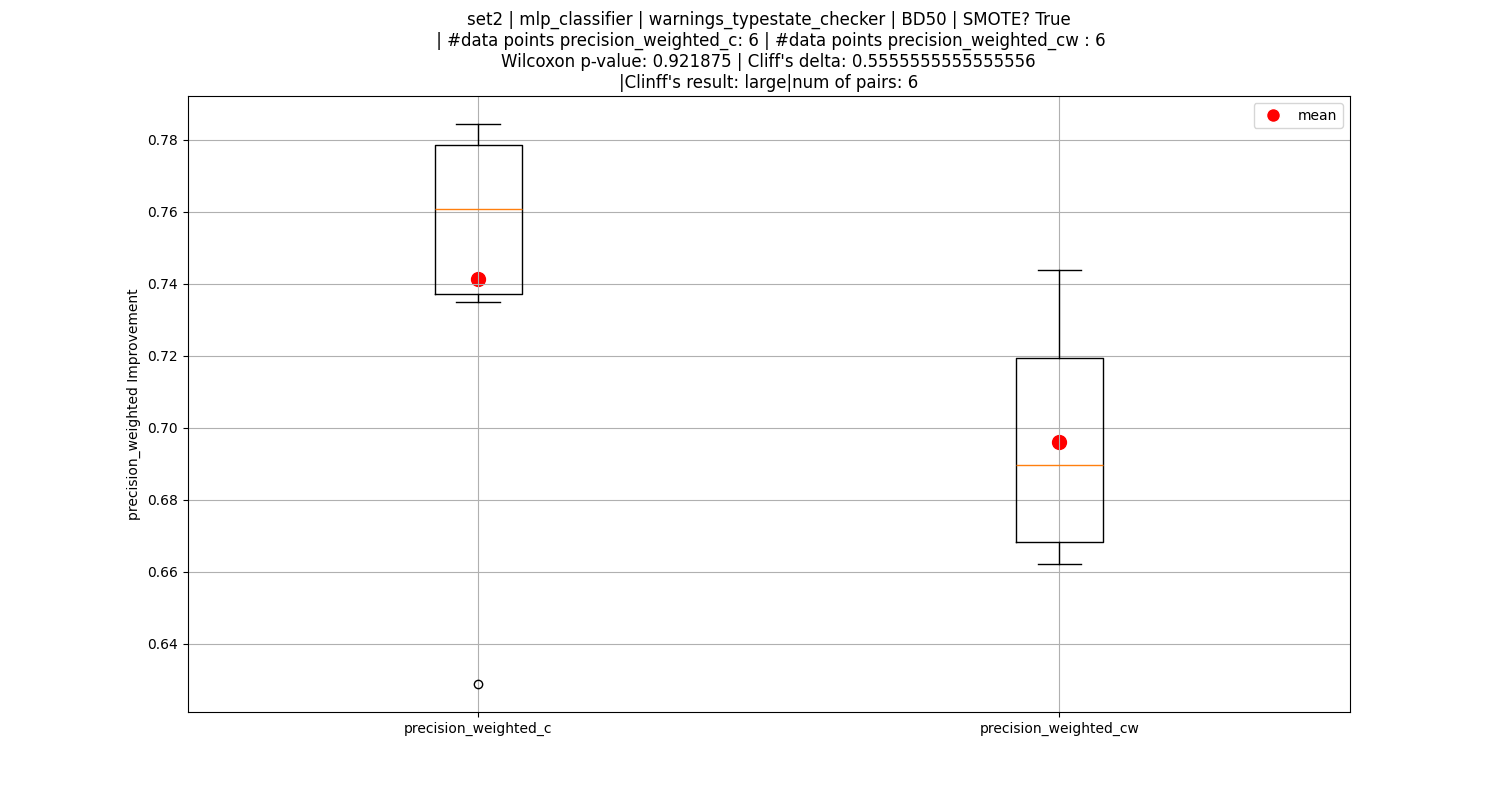 set2 | mlp_classifier | warnings_typestate_checker | BD50 | SMOTE? True
| #data points precision_weighted_c: 6 | #data points precision_weighted_cw : 6
Wilcoxon p-value: 0.921875 | Cliff's delta: 0.5555555555555556
|Clinff's result: large|num of pairs: 6
mean
precision_weighted Improvement
0.78
0.76
0.74
0.72
0.70
0.68
0.66
0.64
precision_weighted_c
precision_weighted_cw